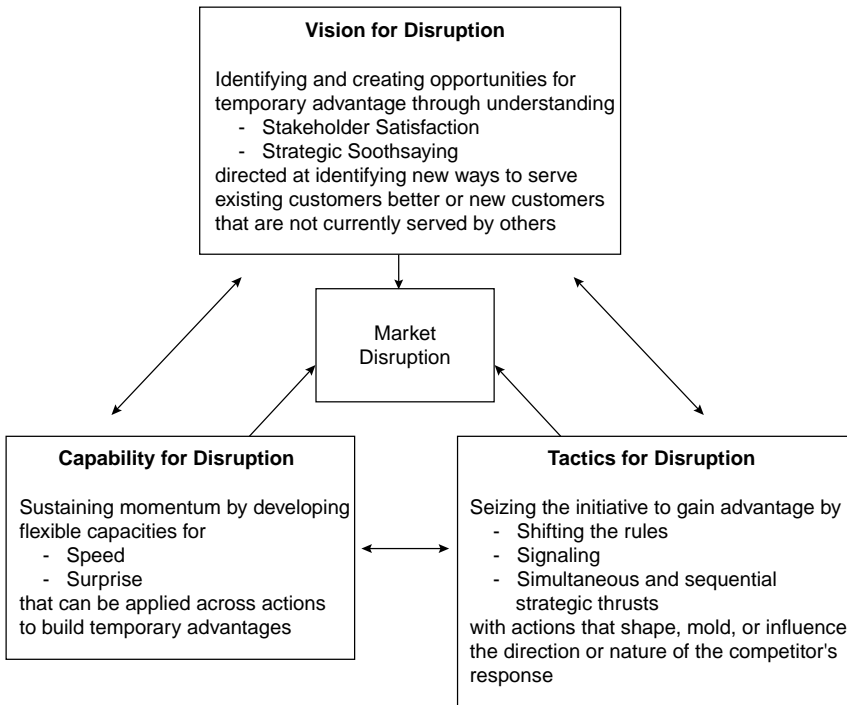 Vision for Disruption
Identifying and creating opportunities for
temporary advantage through understanding
- Stakeholder Satisfaction
- Strategic Soothsaying
directed at identifying new ways to serve
existing customers better or new customers
that are not currently served by others
Market
Disruption
Capability for Disruption
Sustaining momentum by developing
flexible capacities for
- Speed
- Surprise
that can be applied across actions
to build temporary advantages
Tactics for Disruption
Seizing the initiative to gain advantage by
- Shifting the rules
- Signaling
- Simultaneous and sequential
strategic thrusts
with actions that shape, mold, or influence
the direction or nature of the competitor's
response